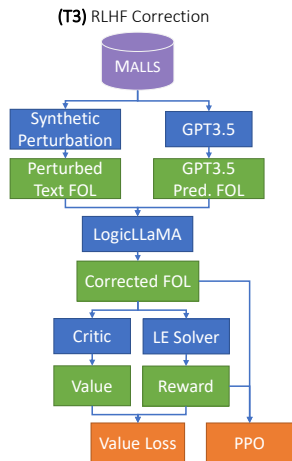 (T3) RLHF Correction
MALLS
Synthetic
Perturbation
GPT3.5
Perturbed
Text FOL
GPT3.5
Pred. FOL
LogicLLaMA
Corrected FOL
Critic
LE Solver
Value
Reward
Value Loss
PPO